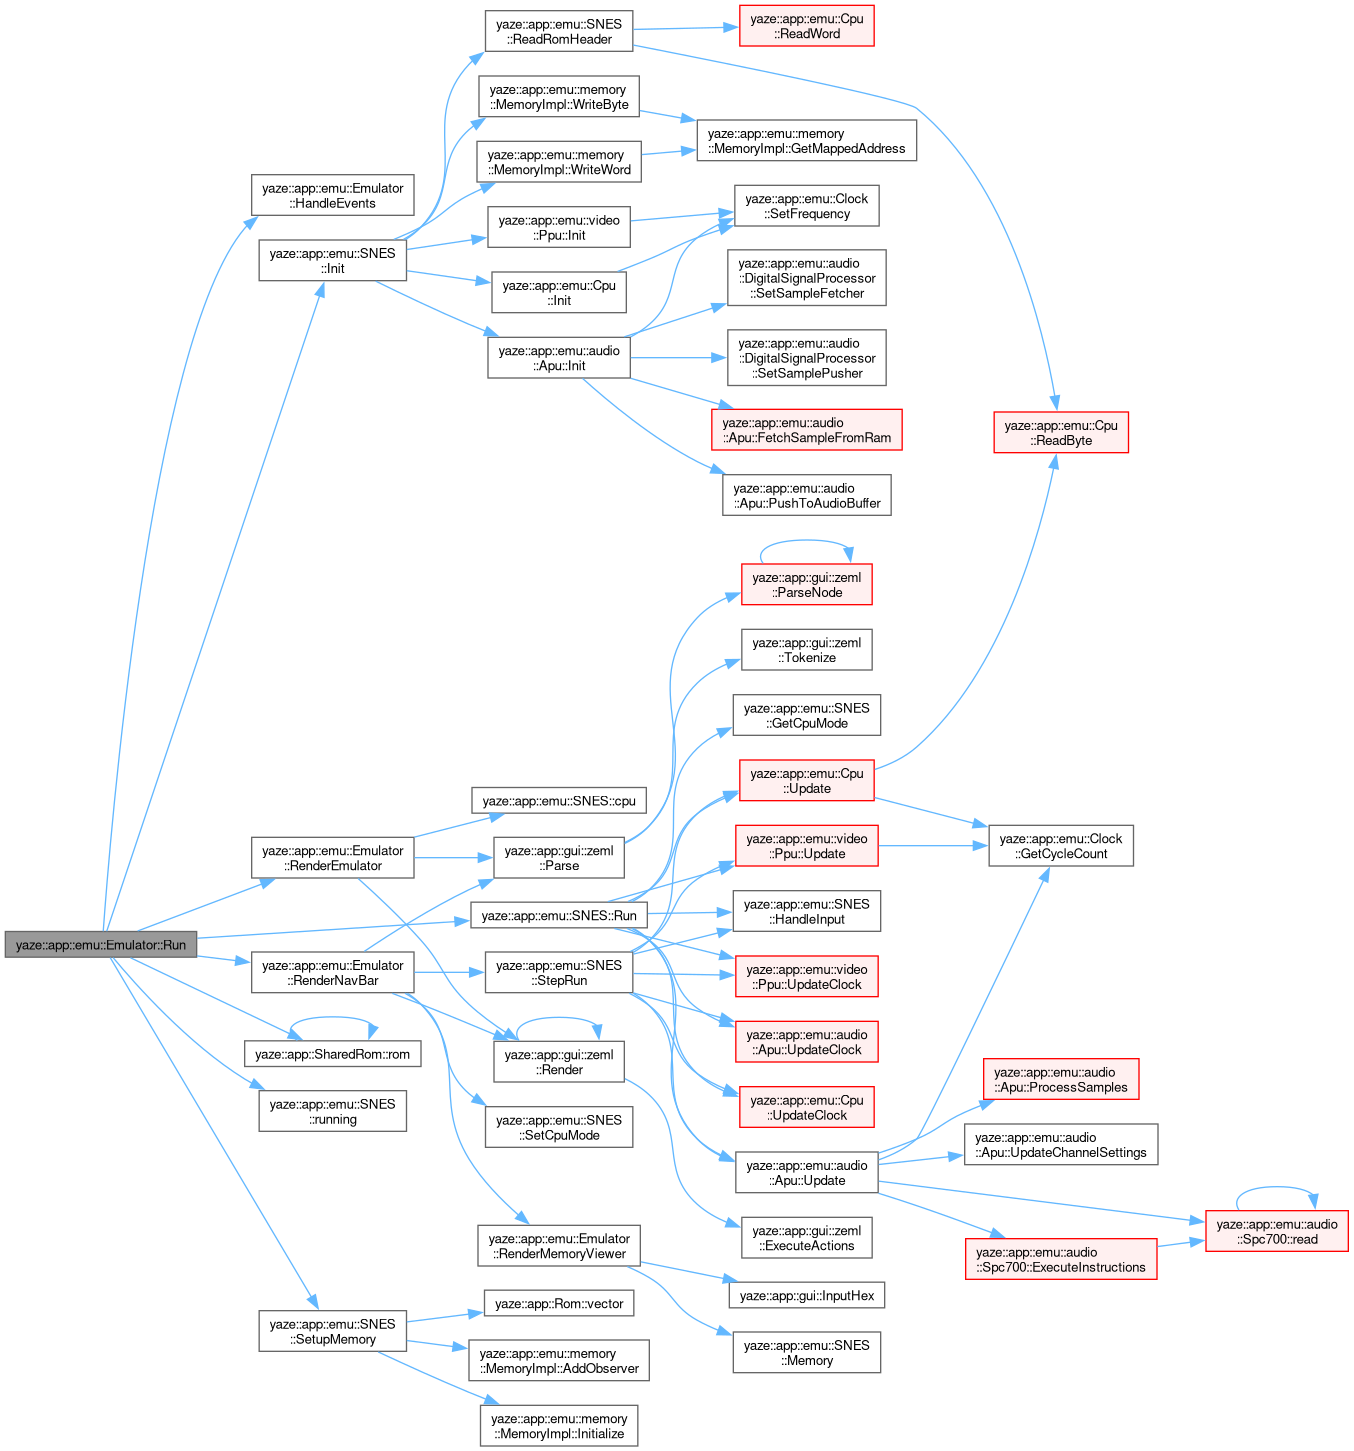 yaze::app::emu::SNES
::ReadRomHeader
yaze::app::emu::Cpu
::ReadWord
yaze::app::emu::memory
::MemoryImpl::WriteByte
yaze::app::emu::memory
::MemoryImpl::GetMappedAddress
yaze::app::emu::memory
::MemoryImpl::WriteWord
yaze::app::emu::Emulator
::HandleEvents
yaze::app::emu::Clock
::SetFrequency
yaze::app::emu::video
::Ppu::Init
yaze::app::emu::SNES
::Init
yaze::app::emu::audio
::DigitalSignalProcessor
::SetSampleFetcher
yaze::app::emu::Cpu
::Init
yaze::app::emu::audio
::Apu::Init
yaze::app::emu::audio
::DigitalSignalProcessor
::SetSamplePusher
yaze::app::emu::audio
::Apu::FetchSampleFromRam
yaze::app::emu::Cpu
::ReadByte
yaze::app::emu::audio
::Apu::PushToAudioBuffer
yaze::app::gui::zeml
::ParseNode
yaze::app::gui::zeml
::Tokenize
yaze::app::emu::SNES
::GetCpuMode
yaze::app::emu::Cpu
::Update
yaze::app::emu::SNES::cpu
yaze::app::emu::Emulator
::RenderEmulator
yaze::app::gui::zeml
::Parse
yaze::app::emu::video
::Ppu::Update
yaze::app::emu::Clock
::GetCycleCount
yaze::app::emu::SNES::Run
yaze::app::emu::SNES
::HandleInput
yaze::app::emu::Emulator::Run
yaze::app::emu::Emulator
::RenderNavBar
yaze::app::emu::SNES
::StepRun
yaze::app::emu::video
::Ppu::UpdateClock
yaze::app::SharedRom::rom
yaze::app::gui::zeml
::Render
yaze::app::emu::audio
::Apu::UpdateClock
yaze::app::emu::audio
::Apu::ProcessSamples
yaze::app::emu::SNES
::running
yaze::app::emu::SNES
::SetCpuMode
yaze::app::emu::Cpu
::UpdateClock
yaze::app::emu::audio
::Apu::UpdateChannelSettings
yaze::app::emu::audio
::Apu::Update
yaze::app::emu::audio
::Spc700::read
yaze::app::emu::Emulator
::RenderMemoryViewer
yaze::app::gui::zeml
::ExecuteActions
yaze::app::emu::audio
::Spc700::ExecuteInstructions
yaze::app::gui::InputHex
yaze::app::emu::SNES
::SetupMemory
yaze::app::Rom::vector
yaze::app::emu::memory
::MemoryImpl::AddObserver
yaze::app::emu::SNES
::Memory
yaze::app::emu::memory
::MemoryImpl::Initialize